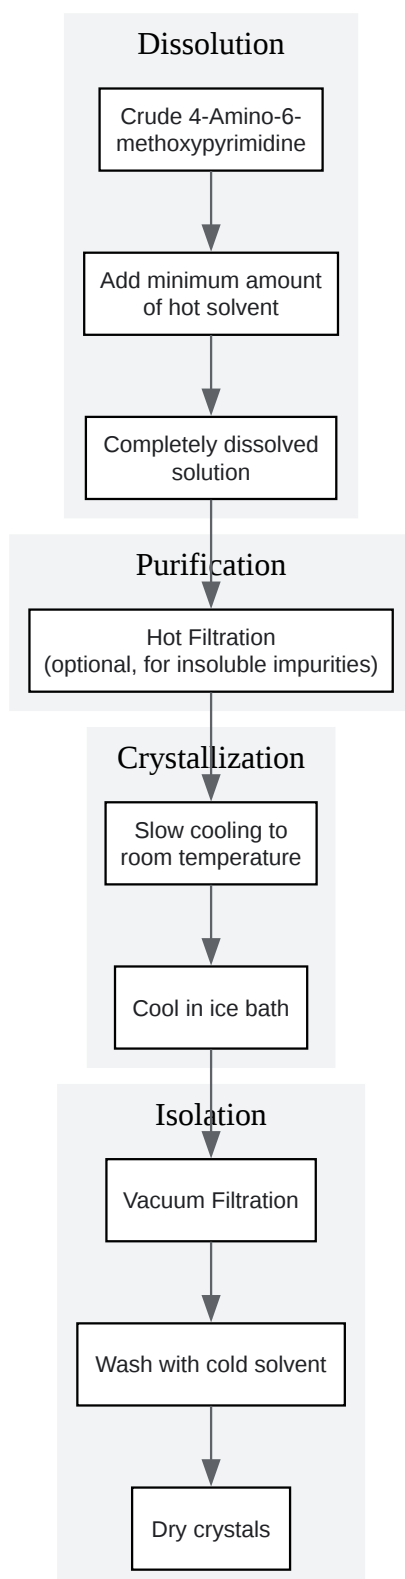 Dissolution
Crude 4-Amino-6-
methoxypyrimidine
Add minimum amount
of hot solvent
Completely dissolved
solution
Purification
Hot Filtration
(optional, for insoluble impurities)
Crystallization
Slow cooling to
room temperature
Cool in ice bath
Isolation
Vacuum Filtration
Wash with cold solvent
Dry crystals